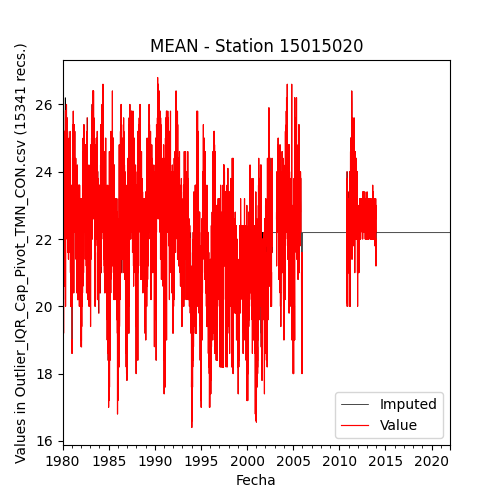 MEAN - Station 15015020
Values in Outlier_IQR_Cap_Pivot_TMN_CON.csv (15341 recs.)
26
24
22
20
18
16
1980 1985 1990 1995 2000 2005 2010 2015 2020
Fecha
Imputed
Value